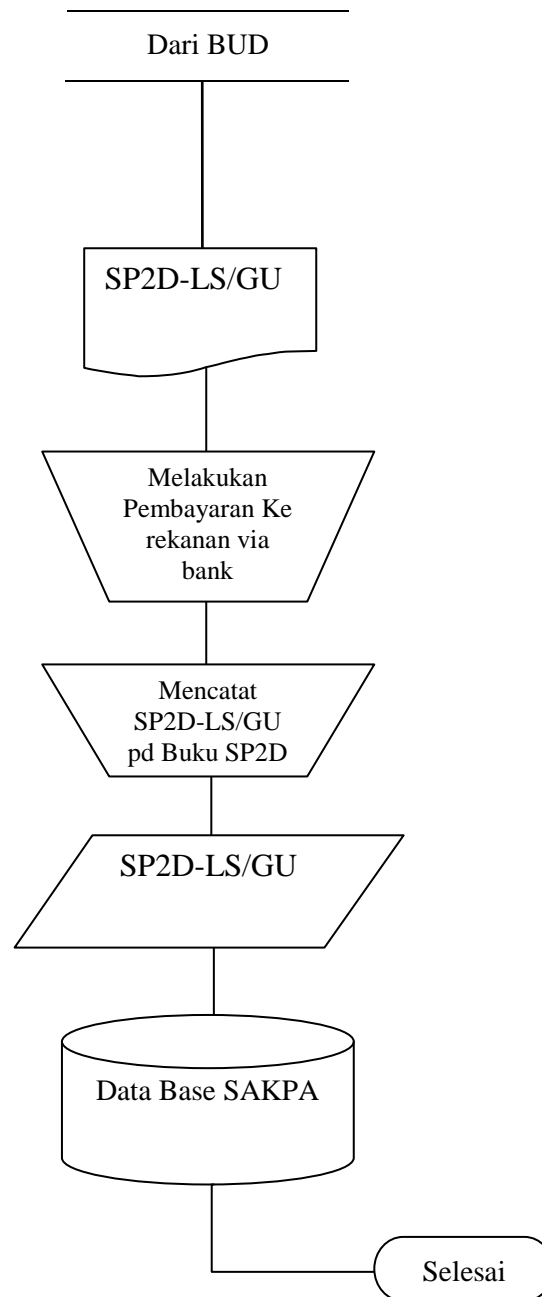 Dari BUD
SP2D-LS/GU
Melakukan
Pembayaran Ke
rekanan via
bank
Mencatat
SP2D-LS/GU
pd Buku SP2D
SP2D-LS/GU
Data Base SAKPA
Selesai